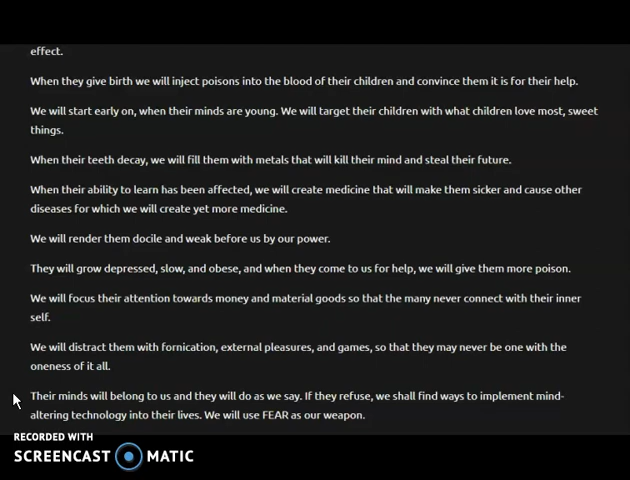 effect.
When they give birth we will inject poisons into the blood of their children and convince them it is for their help.
We will start early on, when their minds are young. We will target their children with what children love most, sweet
things.
When their teeth decay, we will fill them with metals that will kill their mind and steal their future.
When their ability to learn has been affected, we will create medicine that will make them sicker and cause other
diseases for which we will create yet more medicine.
We will render them docile and weak before us by our power.
They will grow depressed, slow, and obese, and when they come to us for help, we will give them more poison.
We will focus their attention towards money and material goods so that the many never connect with their inner
self.
We will distract them with fornication, external pleasures, and games, so that they may never be one with the
oneness of it all.
Their minds will belong to us and they will do as we say. If they refuse, we shall find ways to implement mind-
altering technology into their lives. We will use FEAR as our weapon.
RECORDED WITH
SCREENCAST MATIC